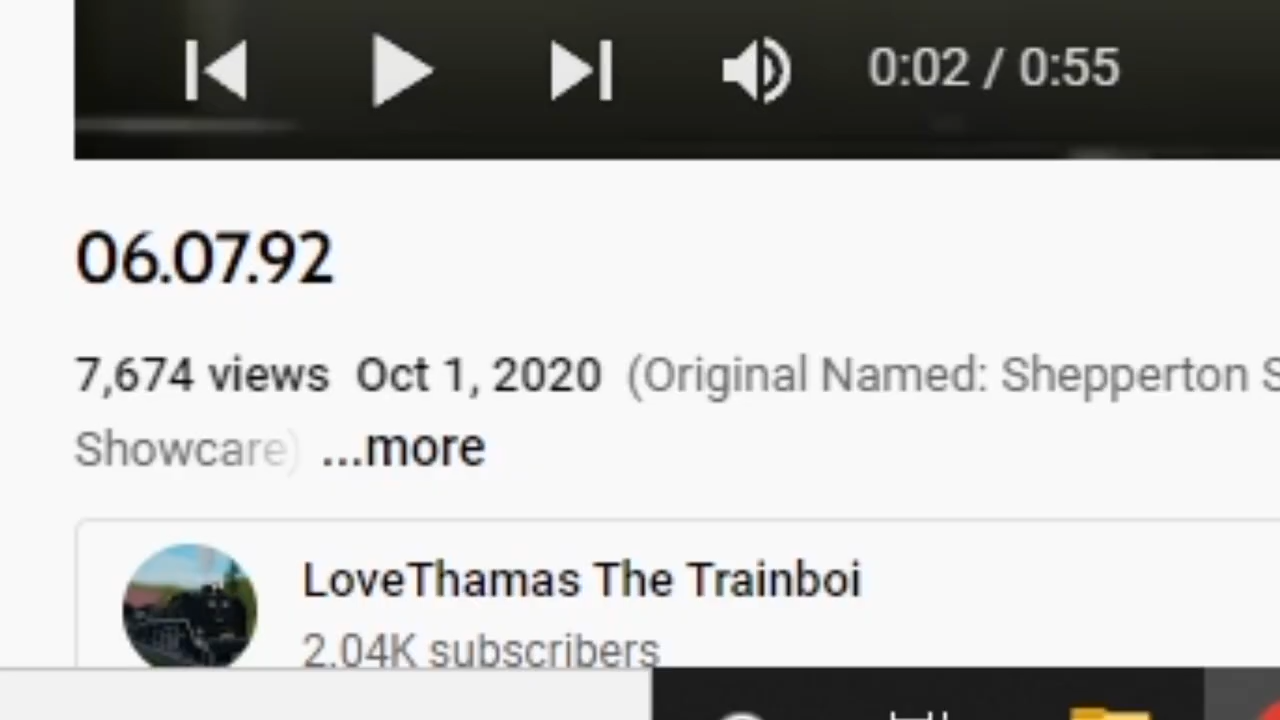 0:02 / 0:55
06.07.92
7,674 views Oct 1, 2020 (Original Named: Shepperton S
Showcare) ...more
LoveThamas The Trainboi
2.04K subscribers